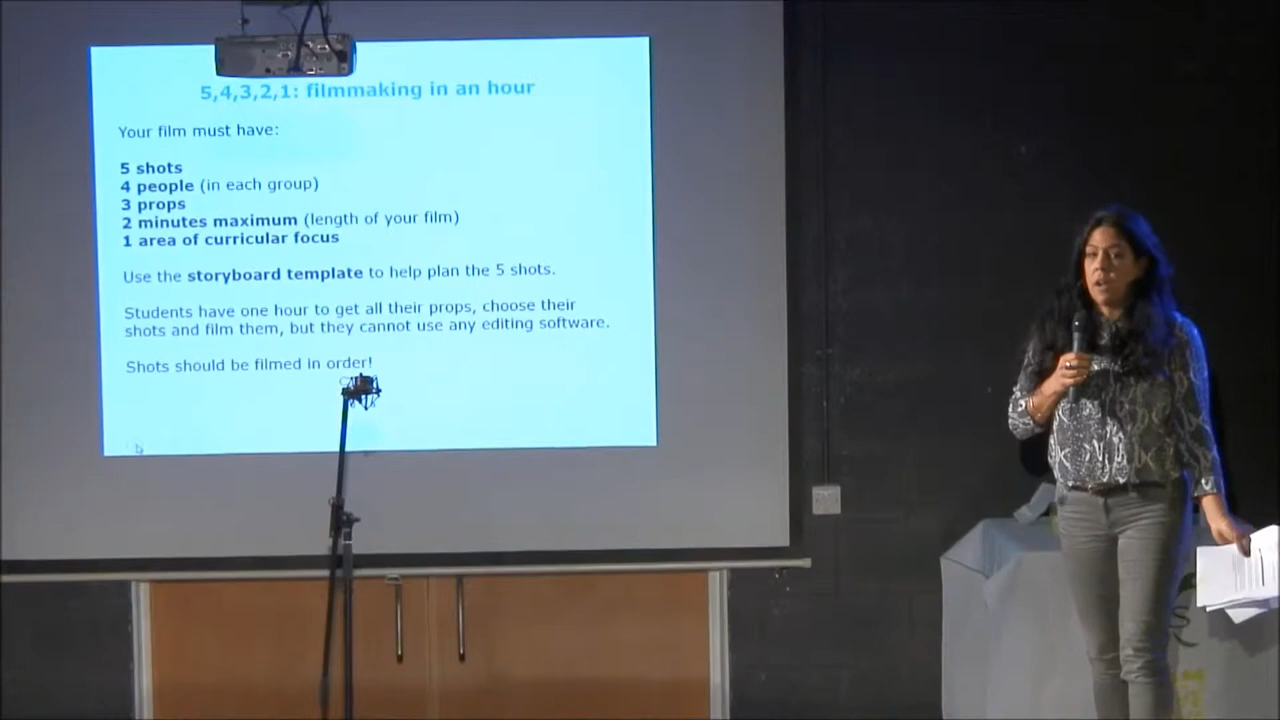 5,4,3,2,1: filmmaking in an hour
Your film must have:
5 shots
4 people (in each group)
3 props
2 minutes maximum (length of your film)
1 area of curricular focus
Use the storyboard template to help plan the 5 shots.
Students have one hour to get all their props, choose their
shots and film them, but they cannot use any editing software.
Shots should be filmed in order!